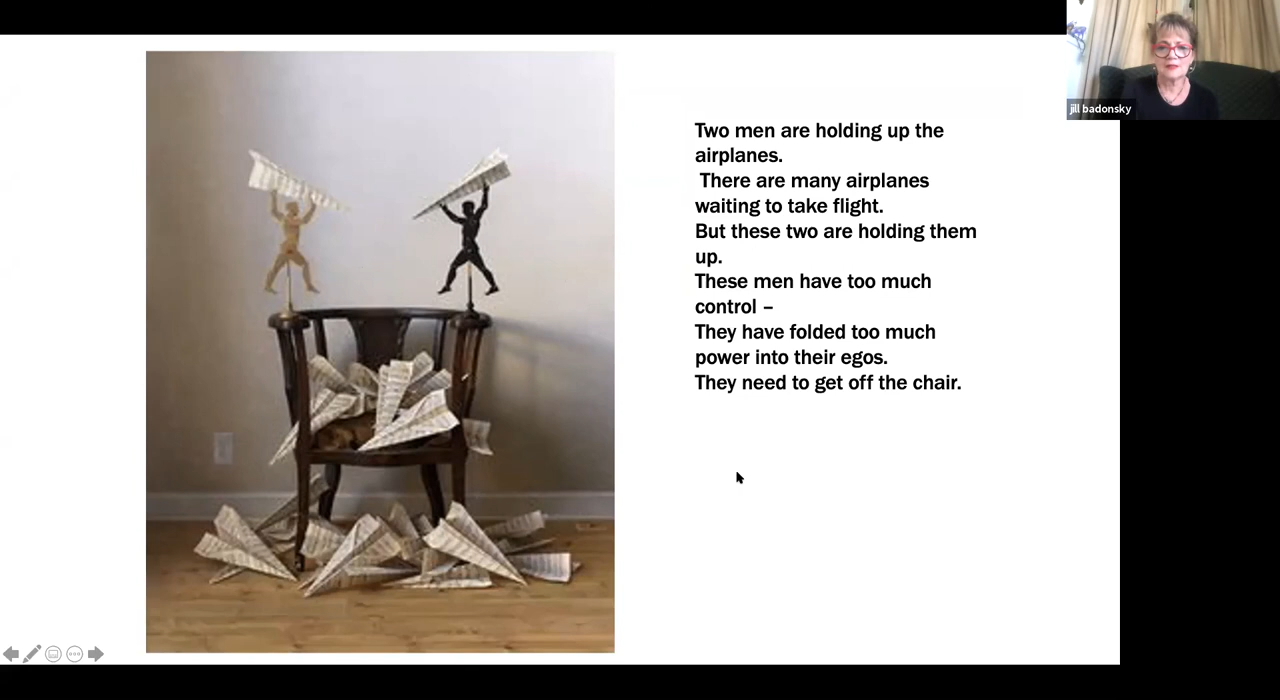 jill badonsky
Two men are holding up the
airplanes.
There are many airplanes
waiting to take flight.
But these two are holding them
up.
These men have too much
control –
They have folded too much
power into their egos.
They need to get off the chair.